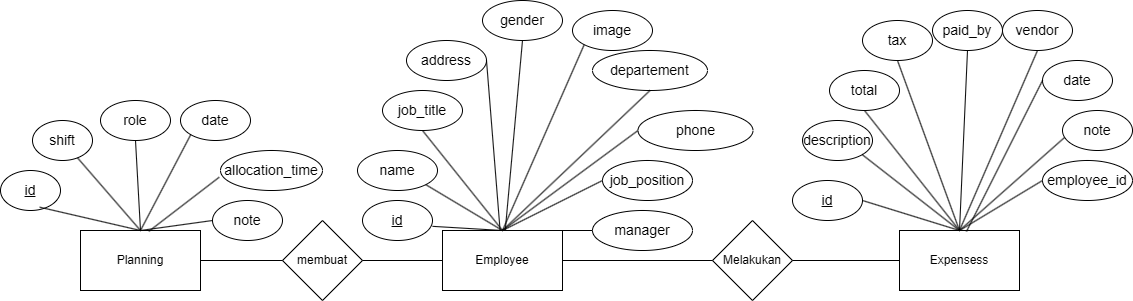 gender
image
paid_by
vendor
tax
address
departement
date
total
job_title
role
date
phone
note
shift
description
allocation_time
name
job_position
employee_id
id
id
note
id
manager
Planning
membuat
Employee
Melakukan
Expensess